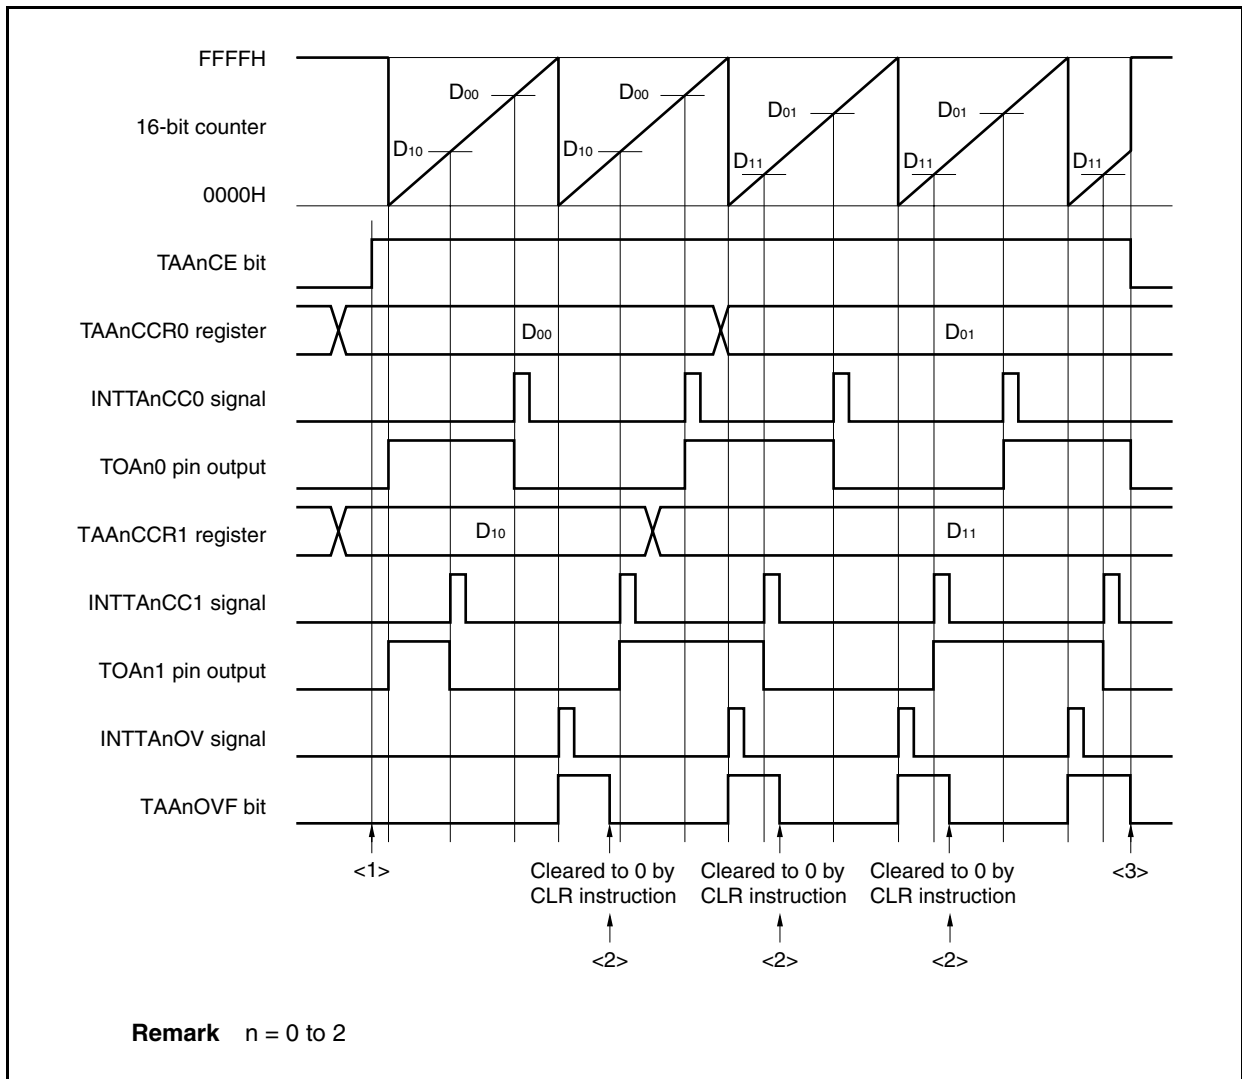 FFFFH
D00
D00
D01
D01
16-bit counter
D10
D10
D11
D11
D11
0000H
TAAnCE bit
TAAnCCR0 register
D00
D01
INTTAnCC0 signal
TOAn0 pin output
TAAnCCR1 register
D10
D11
INTTAnCC1 signal
TOAn1 pin output
INTTAnOV signal
TAAnOVF bit
<1>
Cleared to 0 by
CLR instruction
Cleared to 0 by
CLR instruction
Cleared to 0 by
CLR instruction
<3>
<2>
<2>
<2>
Remark n = 0 to 2